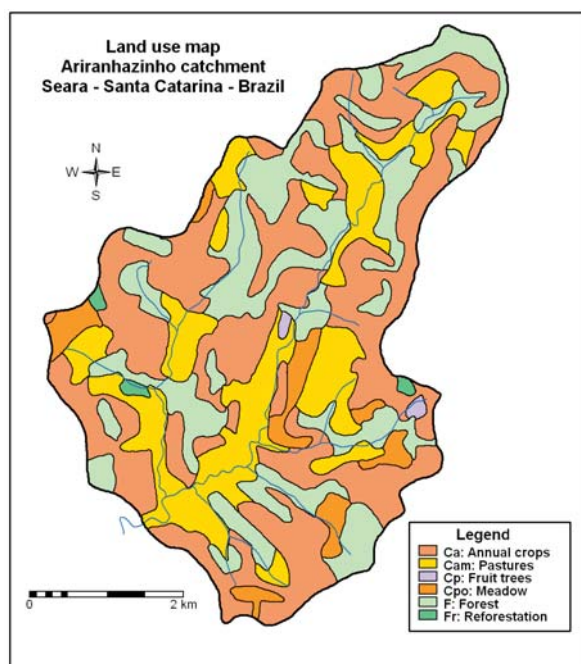 Land use map
Ariranhazinho catchment
Seara - Santa Catarina - Brazil
N
W E
S
Legend
Ca: Annual crops
Cam: Pastures
Cp: Fruit trees
Cpo: Meadow
F: Forest
Fr: Reforestation
0 2 km